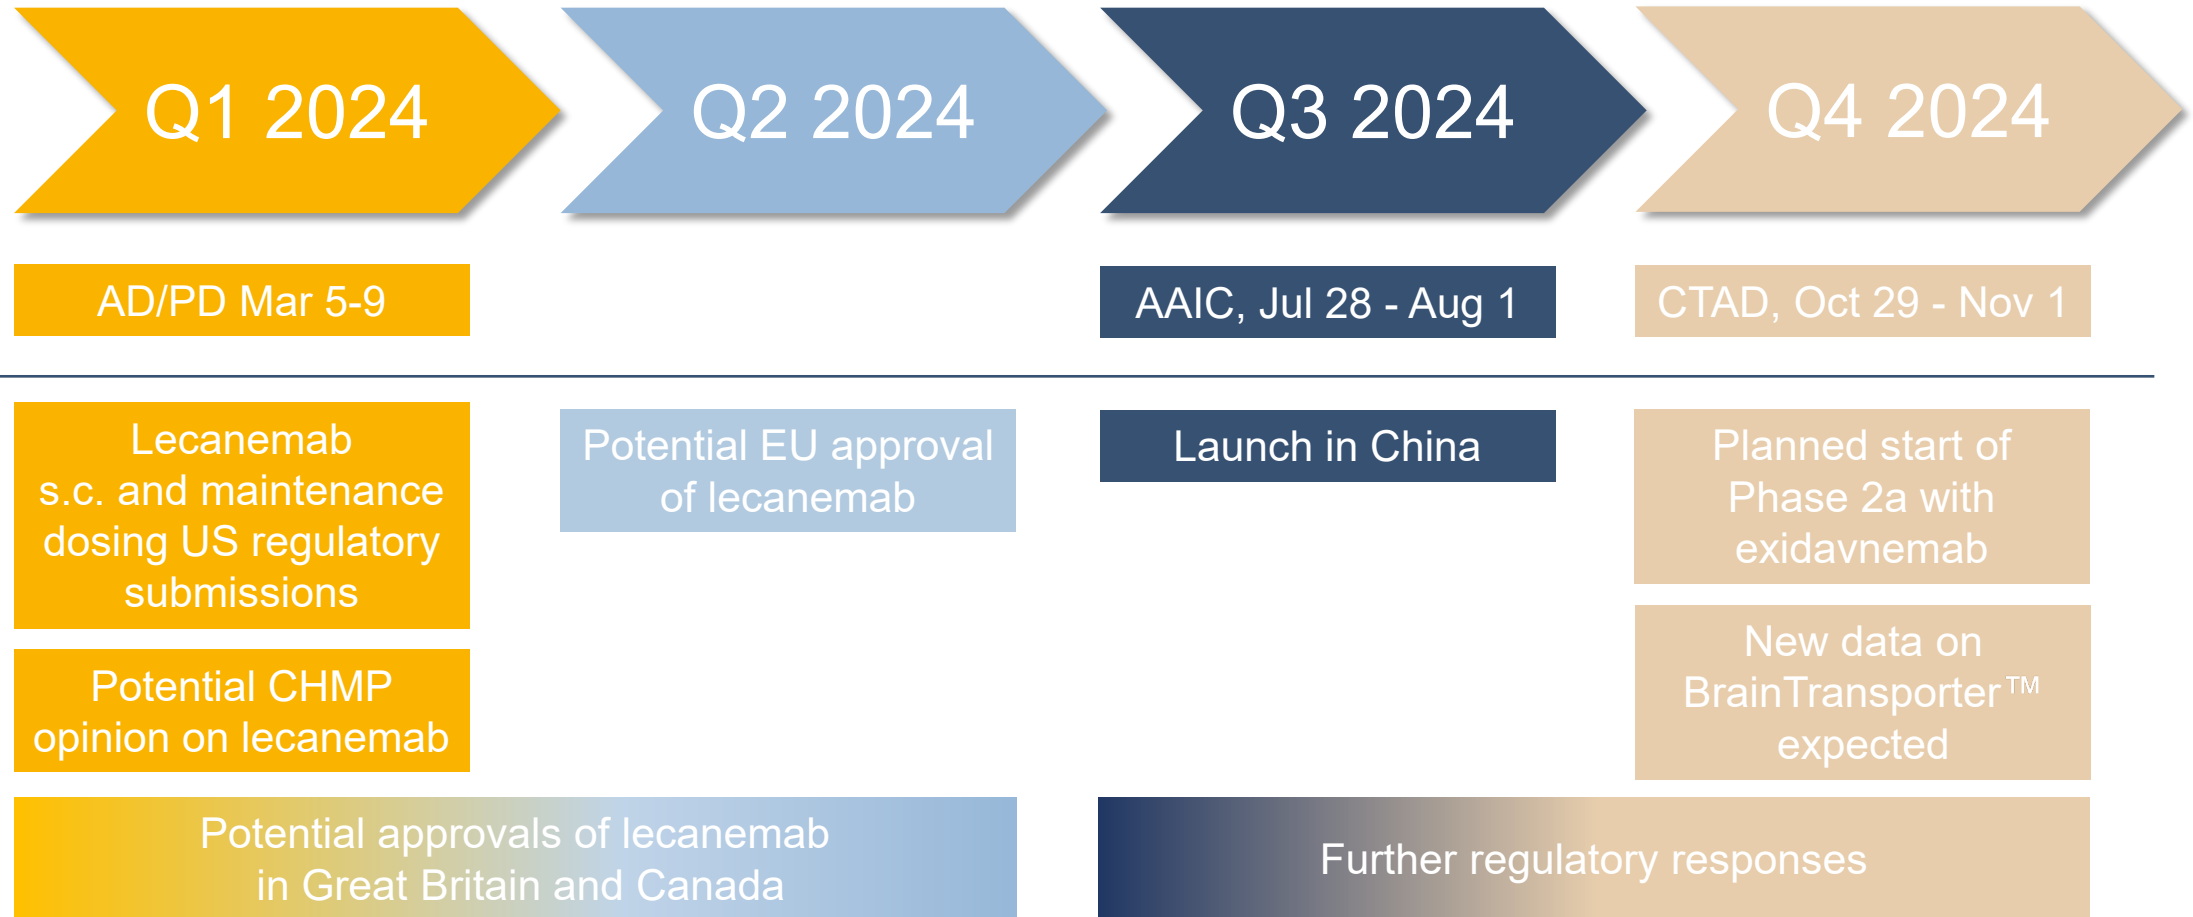 Q1 2024
Q2 2024
Q3 2024
Q4 2024
AD/PD Mar 5-9
AAIC, Jul 28 - Aug 1
CTAD, Oct 29 - Nov 1
Lecanemab
s.c. and maintenance
dosing US regulatory
submissions
Potential CHMP
opinion on lecanemab
Potential EU approval
of lecanemab
Launch in China
Planned start of
Phase 2a with
exidavnemab
New data on
BrainTransporter™
expected
Potential approvals of lecanemab
in Great Britain and Canada
Further regulatory responses